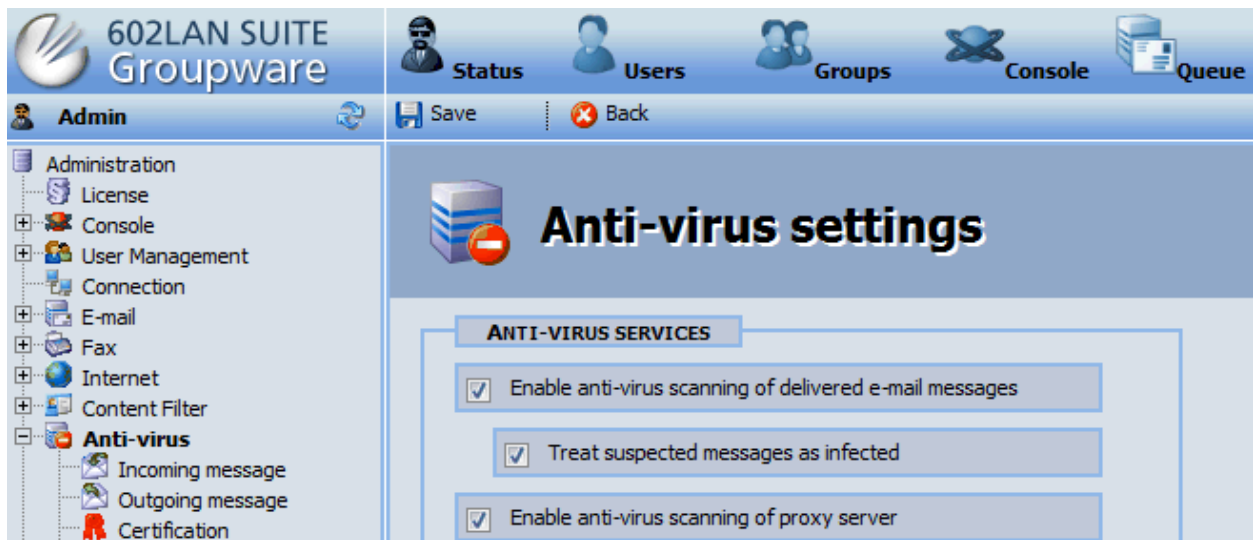 602LAN SUITE
Groupware
Status
Users
Groups
Console
Queue
Admin
Save
Back
Administration
License
Console
User Management
Connection
E-mail
Fax
Internet
Content Filter
Anti-virus
Incoming message
Outgoing message
Certification
Anti-virus settings
ANTI-VIRUS SERVICES
Enable anti-virus scanning of delivered e-mail messages
Treat suspected messages as infected
Enable anti-virus scanning of proxy server